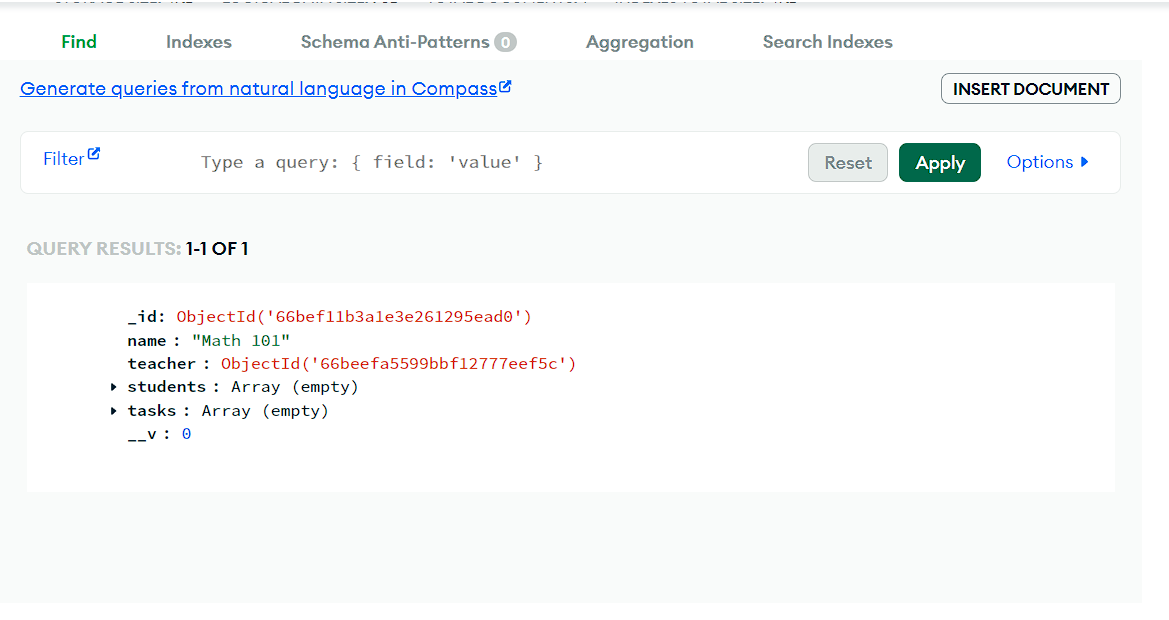 Find Indexes Schema Anti-Patterns 0 Aggregation Search Indexes
Generate queries from natural language in Compass
INSERT DOCUMENT
Filter Type a query: { field: 'value' } Reset Apply Options
QUERY RESULTS: 1-1 OF 1
_id: ObjectId('66bef11b3a1e3e261295ead0')
name : "Math 101"
teacher : ObjectId('66beefa5599bbf12777eef5c')
students : Array (empty)
tasks : Array (empty)
__v : 0